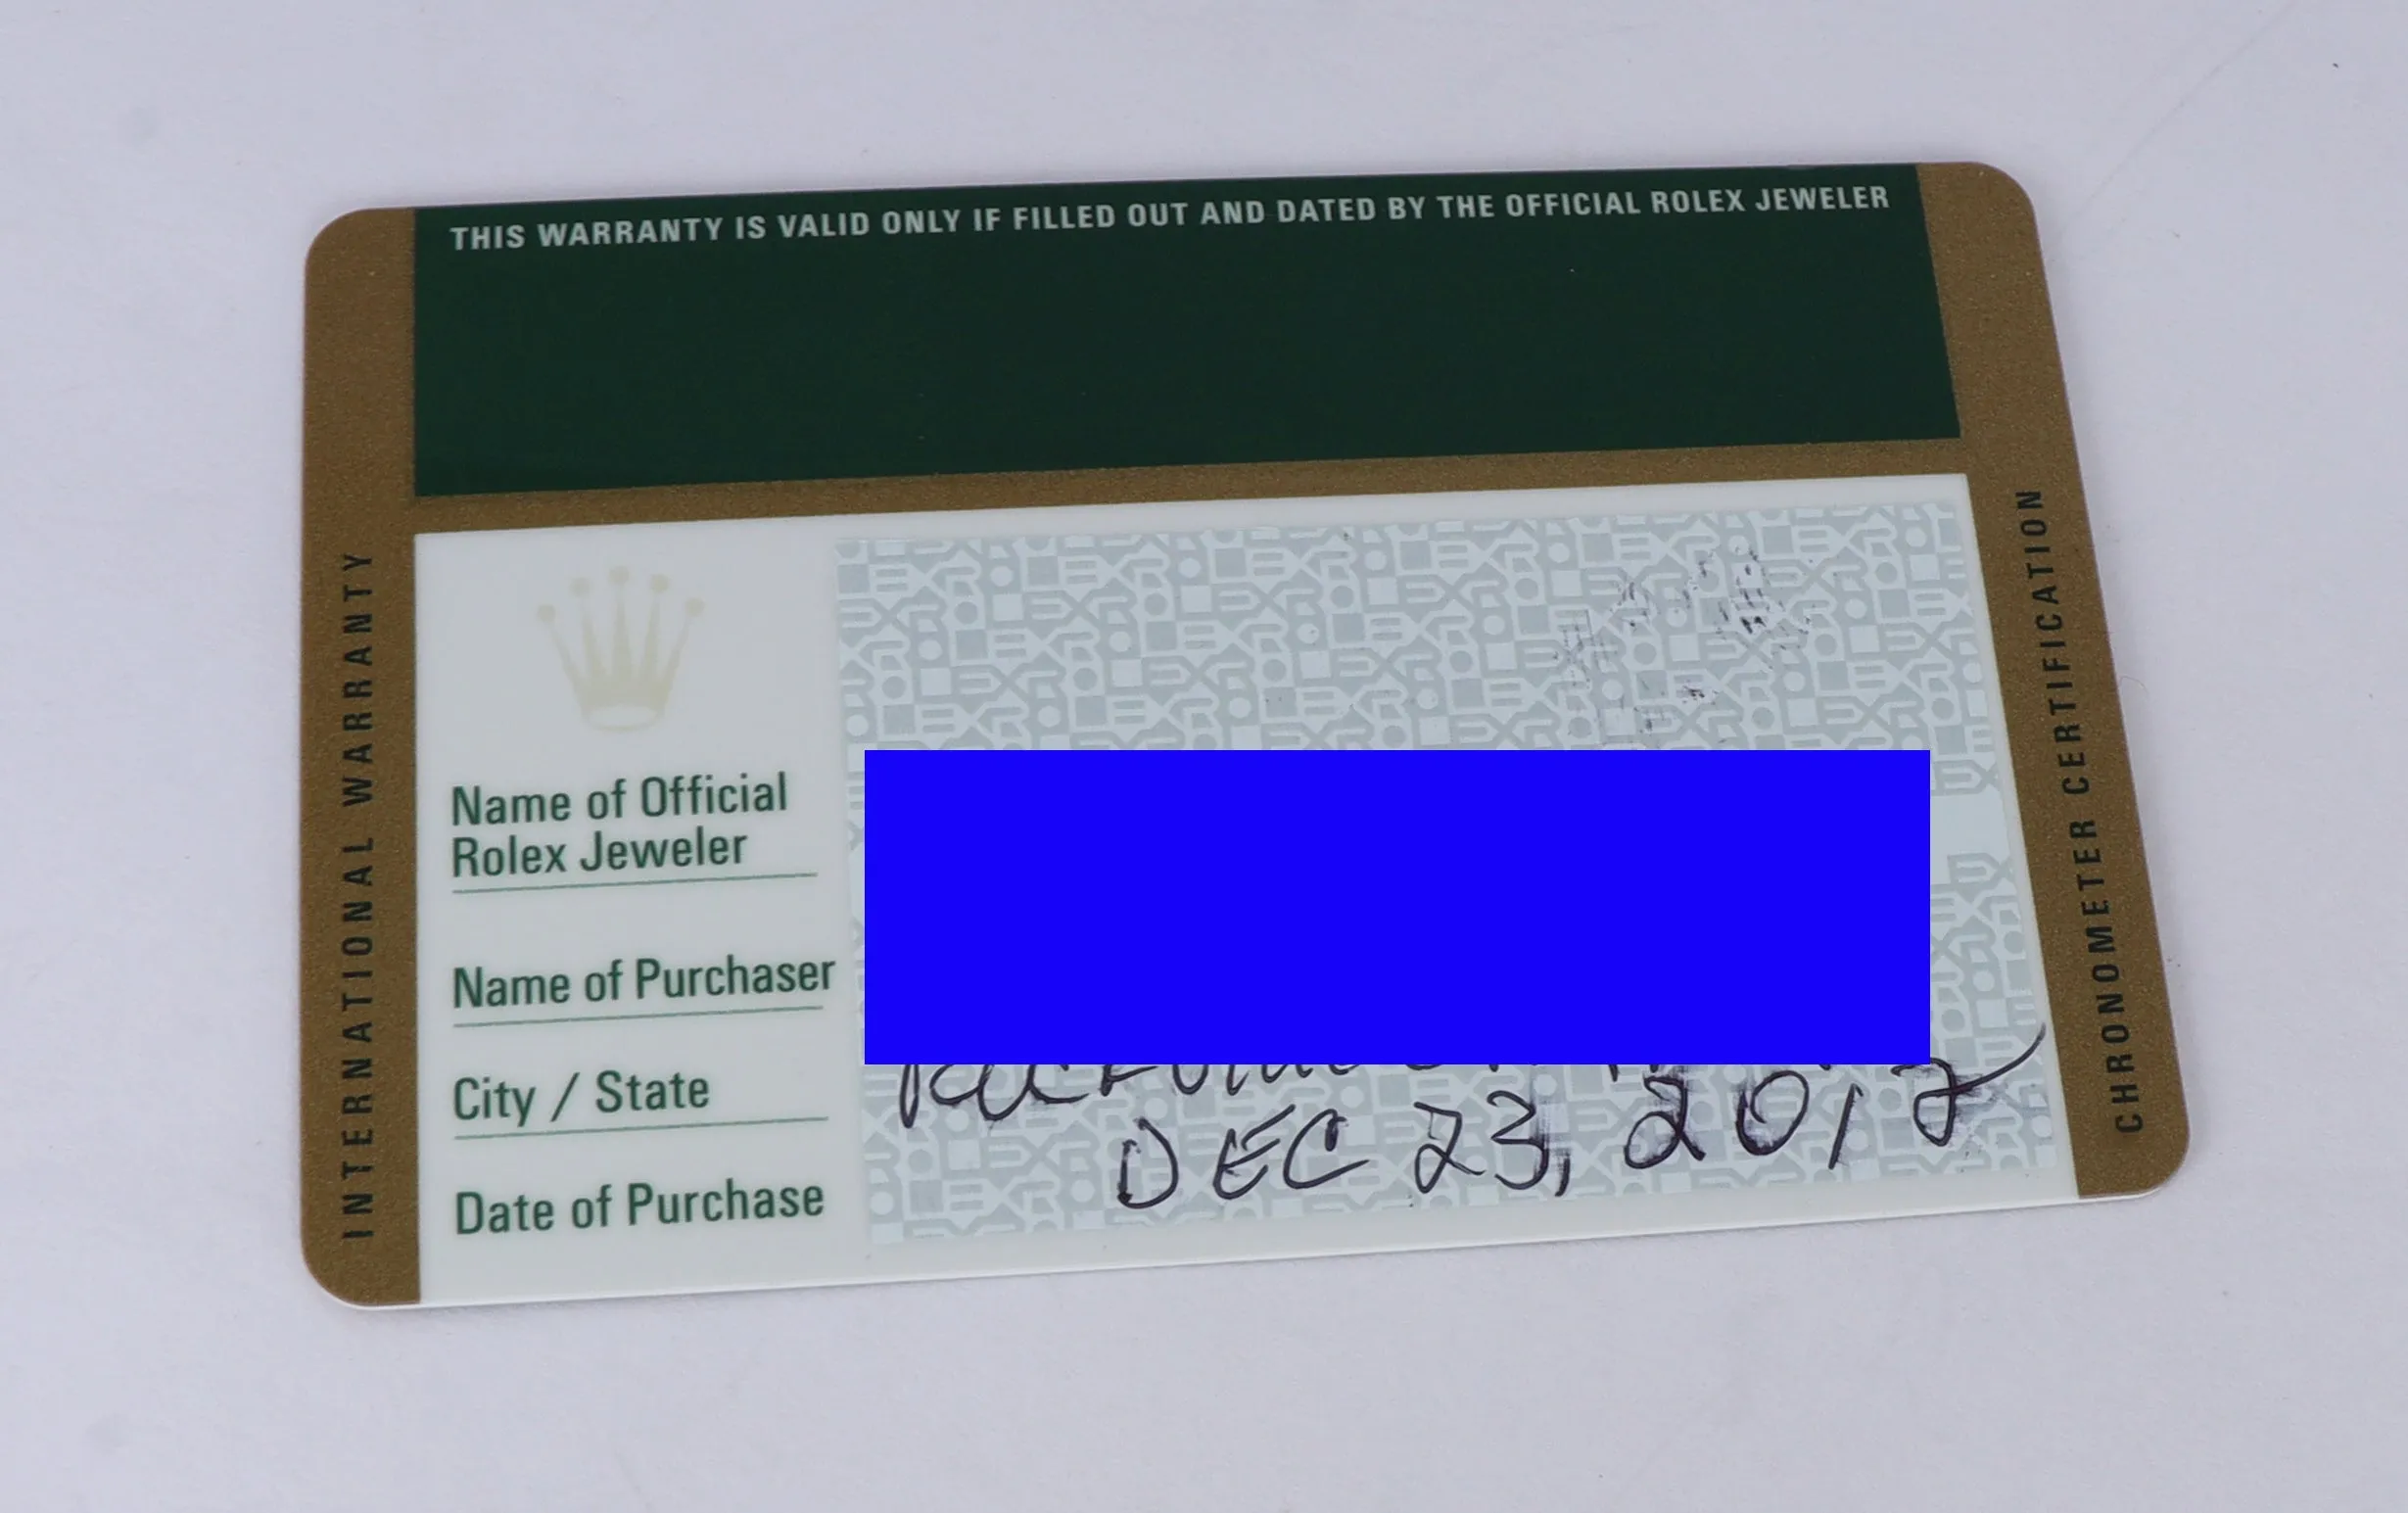 THIS WARRANTY IS VALID ONLY IF FILLED OUT AND DATED BY THE OFFICIAL ROLEX JEWELER
INTERNATIONAL WARRANTY
Name of Official
Rolex Jeweler
Name of Purchaser
City / State
Date of Purchase
DEC 23, 2012
CHRONOMETER CERTIFICATION